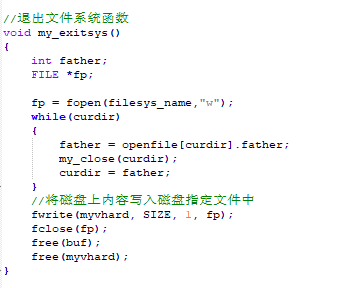 //退出文件系统函数
void my_exitsys()
{
    int father;
    FILE *fp;

    fp = fopen(filesys_name,"w");
    while(curdir)
    {
        father = openfile[curdir].father;
        my_close(curdir);
        curdir = father;
    }
    //将磁盘上内容写入磁盘指定文件中
    fwrite(myvhard, SIZE, 1, fp);
    fclose(fp);
    free(buf);
    free(myvhard);
}